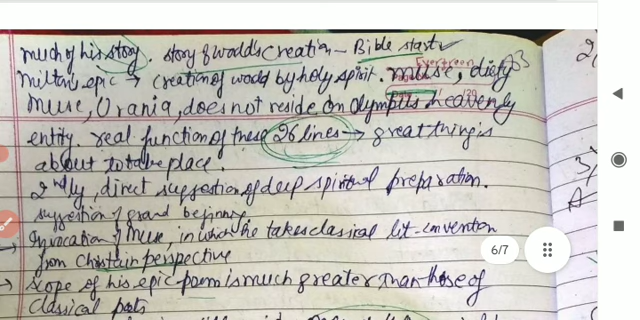 much of his story. story of world's creation – Bible starts
Milton's epic → creation of world by holy spirit. muse, diety
muse, Urania, does not reside on Olympus heavenly
entity. real function of these 26 lines → great thing is
about to take place.
2ndly, direct suggestion of deep spiritual preparation.
suggestion of grand beginning
→ Invocation of Muse, in which he takes classical lit. convention
from Christain perspective
→ scope of his epic poem is much greater than those of
classical poets
6/7